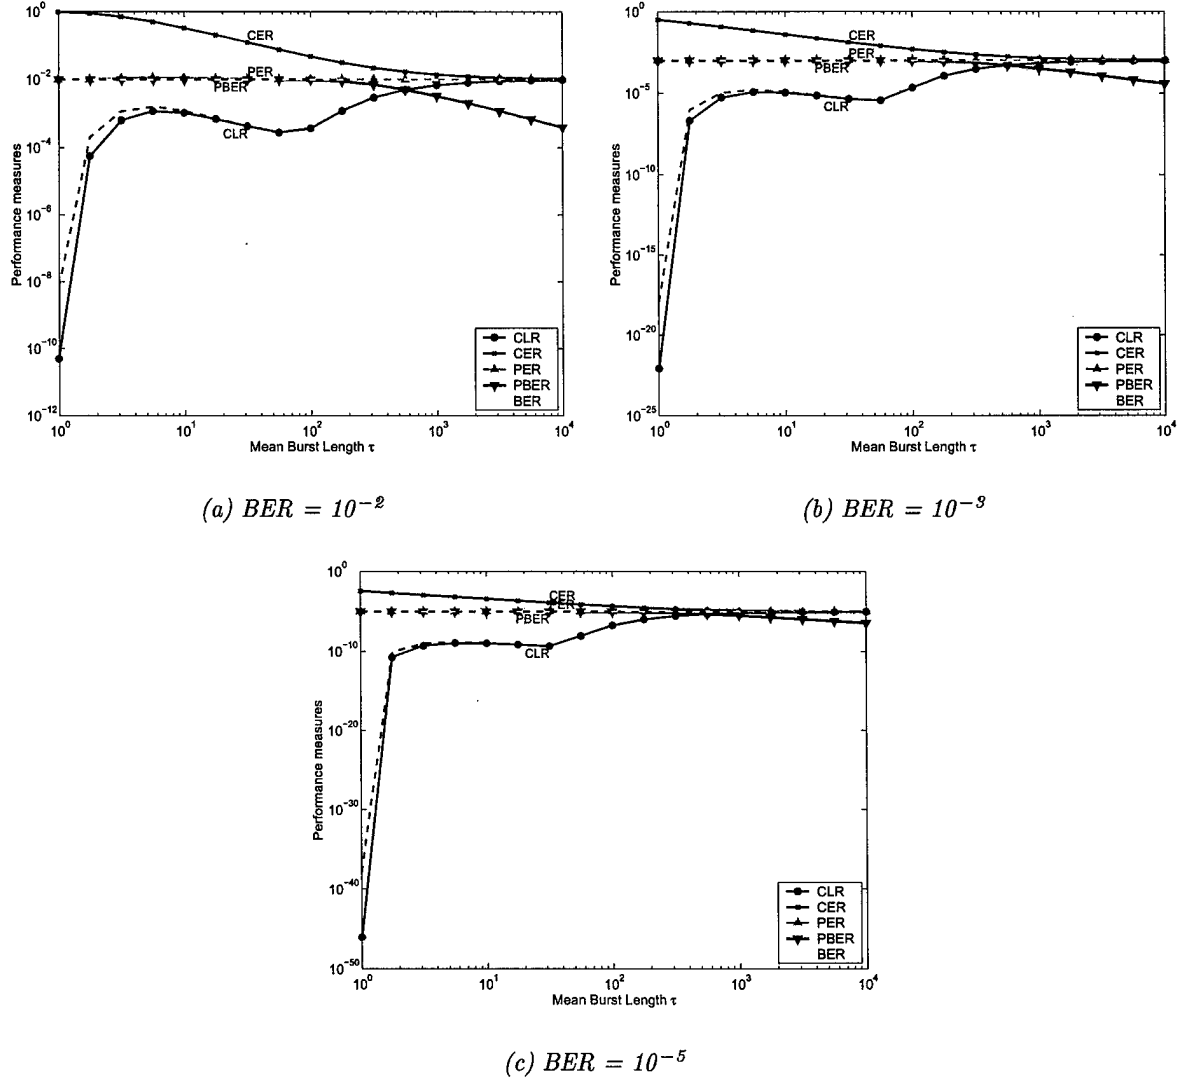 10^0
10^-2
10^-4
10^-6
10^-8
10^-10
10^-12
Performance measures
CER
PER
PBER
CLR
CLR
CER
PER
PBER
BER
10^0 10^1 10^2 10^3 10^4
Mean Burst Length τ
(a) BER = 10^-2
10^0
10^-5
10^-10
10^-15
10^-20
10^-25
Performance measures
CER
PER
PBER
CLR
CLR
CER
PER
PBER
BER
10^0 10^1 10^2 10^3 10^4
Mean Burst Length τ
(b) BER = 10^-3
10^0
10^-10
10^-20
10^-30
10^-40
10^-50
Performance measures
CER
PBER
CLR
CLR
CER
PER
PBER
BER
10^0 10^1 10^2 10^3 10^4
Mean Burst Length τ
(c) BER = 10^-5